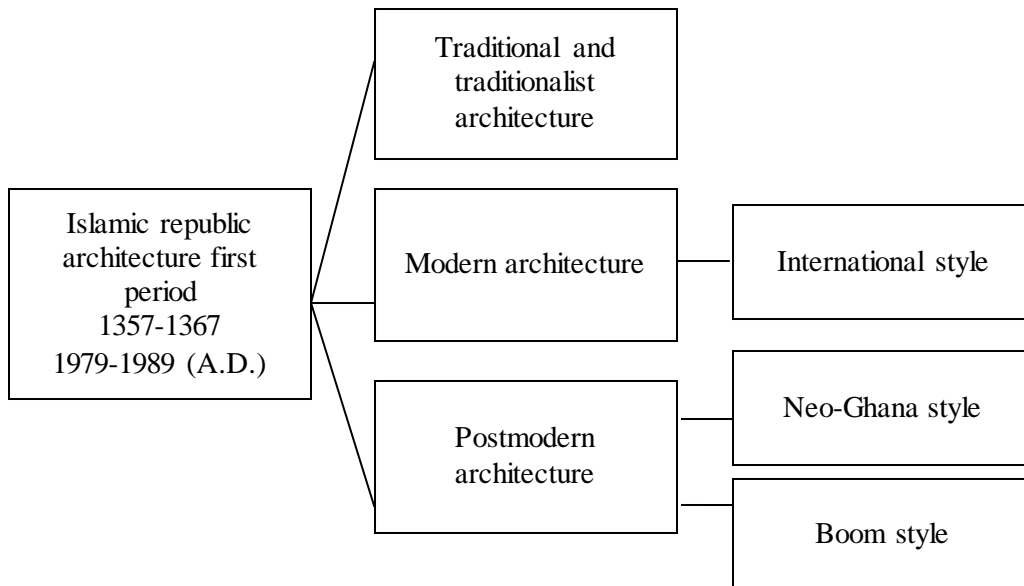 Traditional and
traditionalist
architecture
Islamic republic
architecture first
period
1357-1367
1979-1989 (A.D.)
Modern architecture
International style
Postmodern
architecture
Neo-Ghana style
Boom style